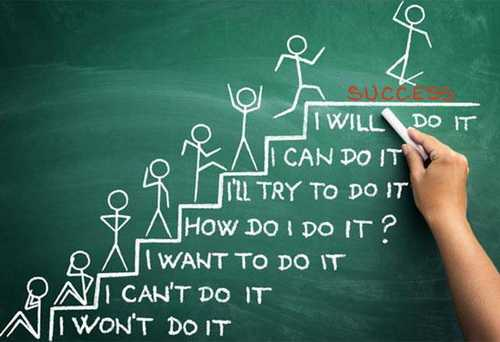 SUCCESS
I WILL DO IT
I CAN DO IT
I'LL TRY TO DO IT
HOW DO I DO IT?
I WANT TO DO IT
I CAN'T DO IT
I WON'T DO IT